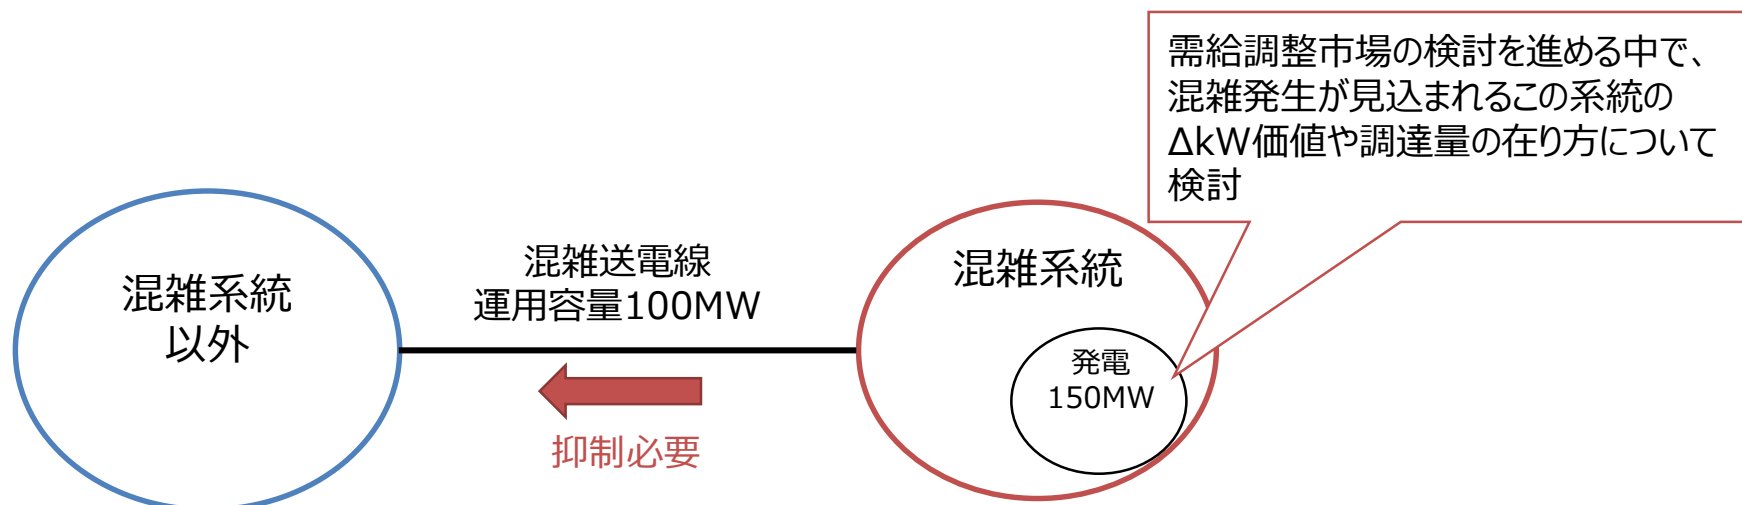 需給調整市場の検討を進める中で、
混雑発生が見込まれるこの系統の
ΔkW価値や調達量の在り方について
検討
混雑系統
以外
混雑送電線
運用容量100MW
抑制必要
混雑系統
発電
150MW